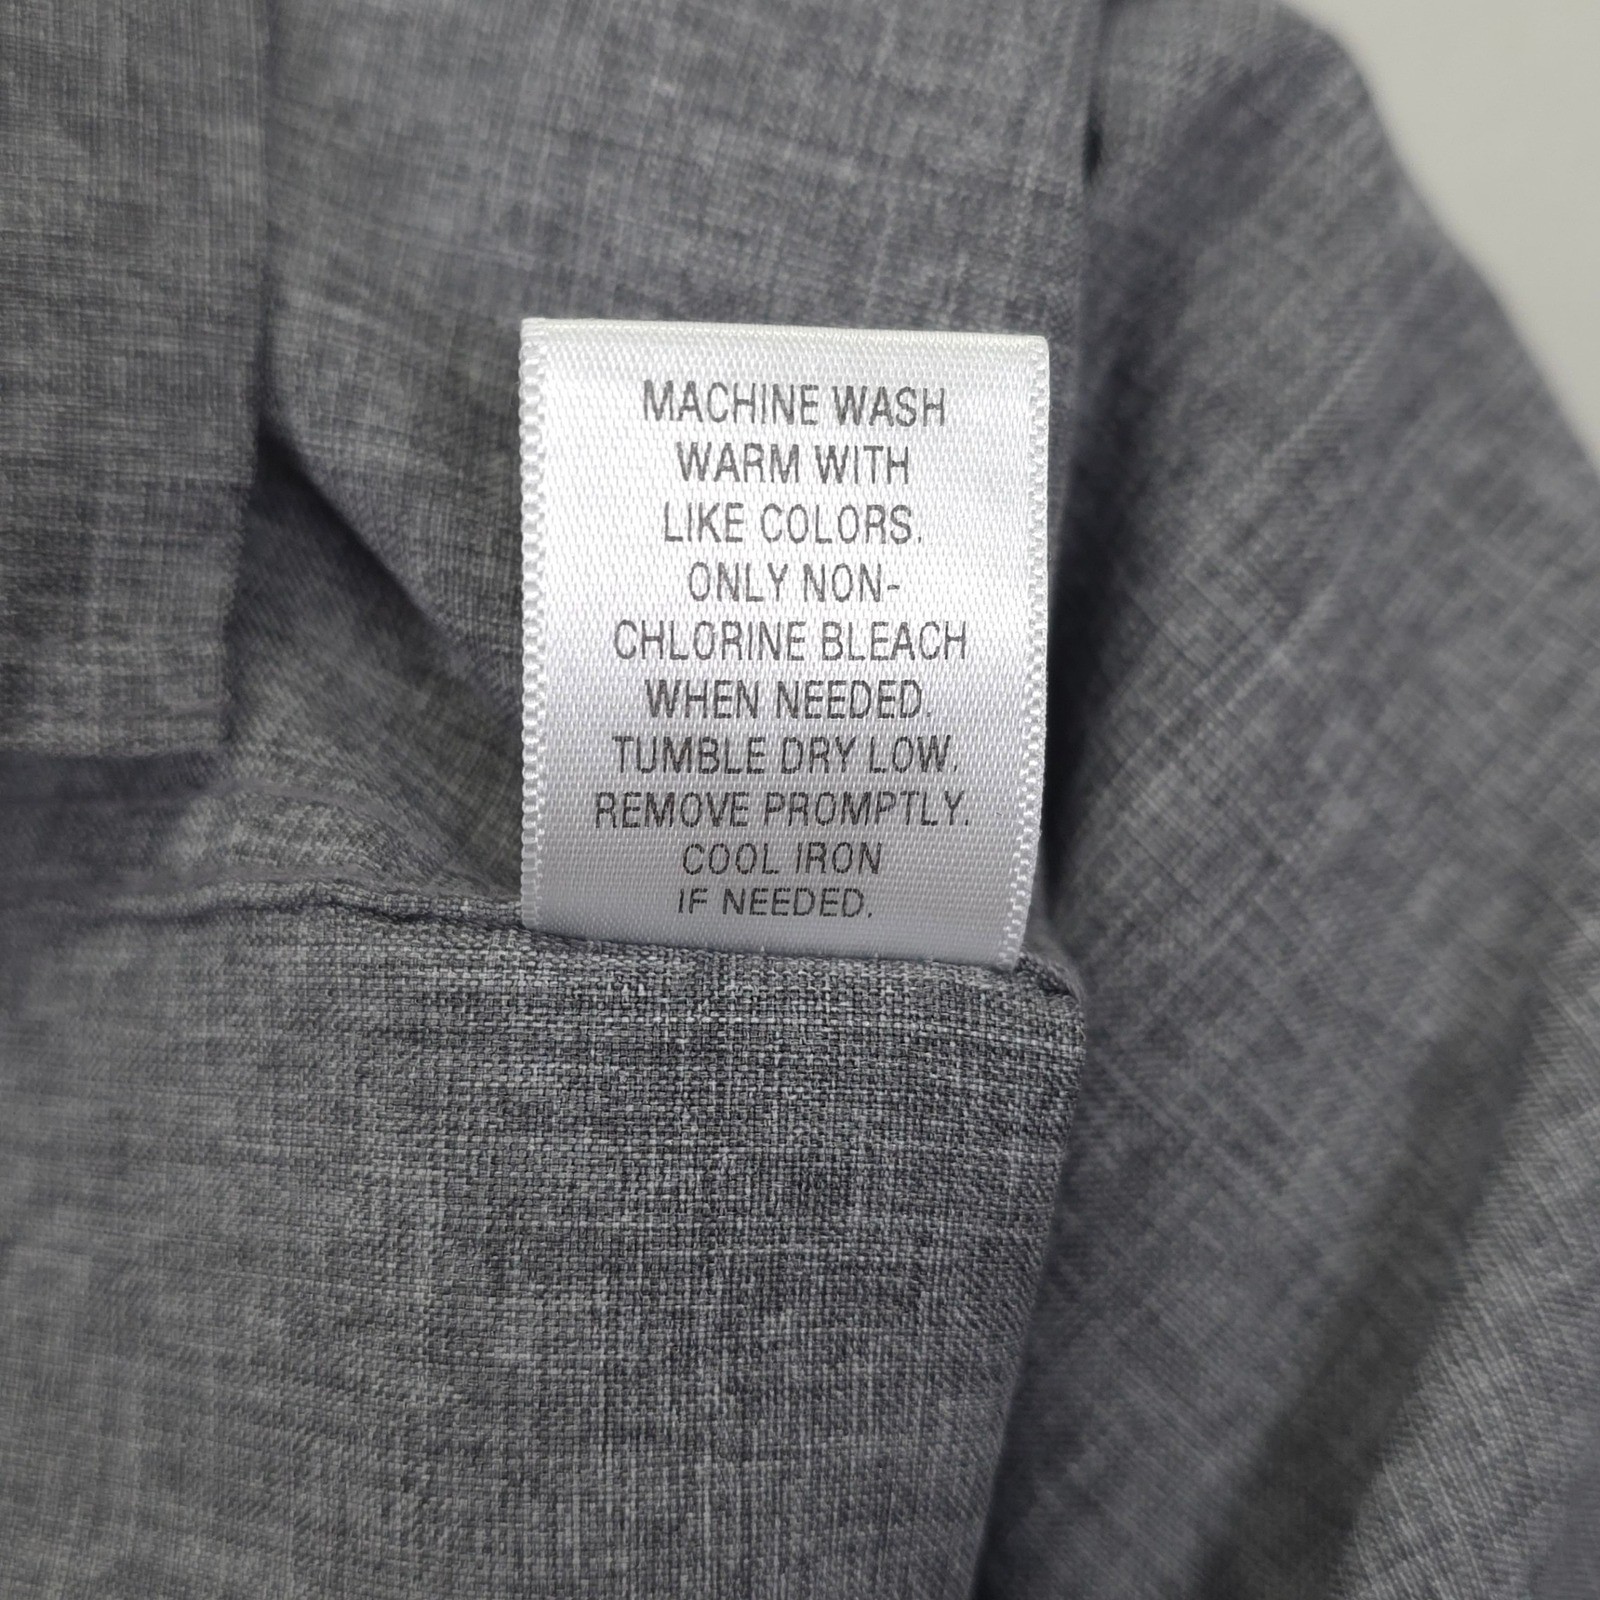 MACHINE WASH
WARM WITH
LIKE COLORS.
ONLY NON-
CHLORINE BLEACH
WHEN NEEDED.
TUMBLE DRY LOW.
REMOVE PROMPTLY.
COOL IRON
IF NEEDED.